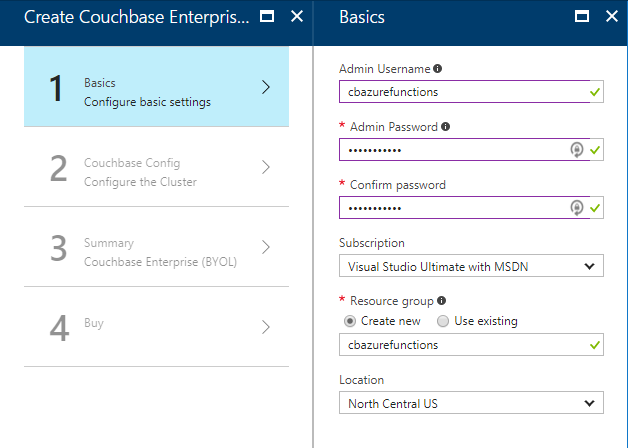 Create Couchbase Enterpris...
1
Basics
Configure basic settings
2
Couchbase Config
Configure the Cluster
3
Summary
Couchbase Enterprise (BYOL)
4
Buy
Basics
Admin Username
cbazurefunctions
* Admin Password
•••••••••••
* Confirm password
•••••••••••
Subscription
Visual Studio Ultimate with MSDN
* Resource group
Create new Use existing
cbazurefunctions
Location
North Central US